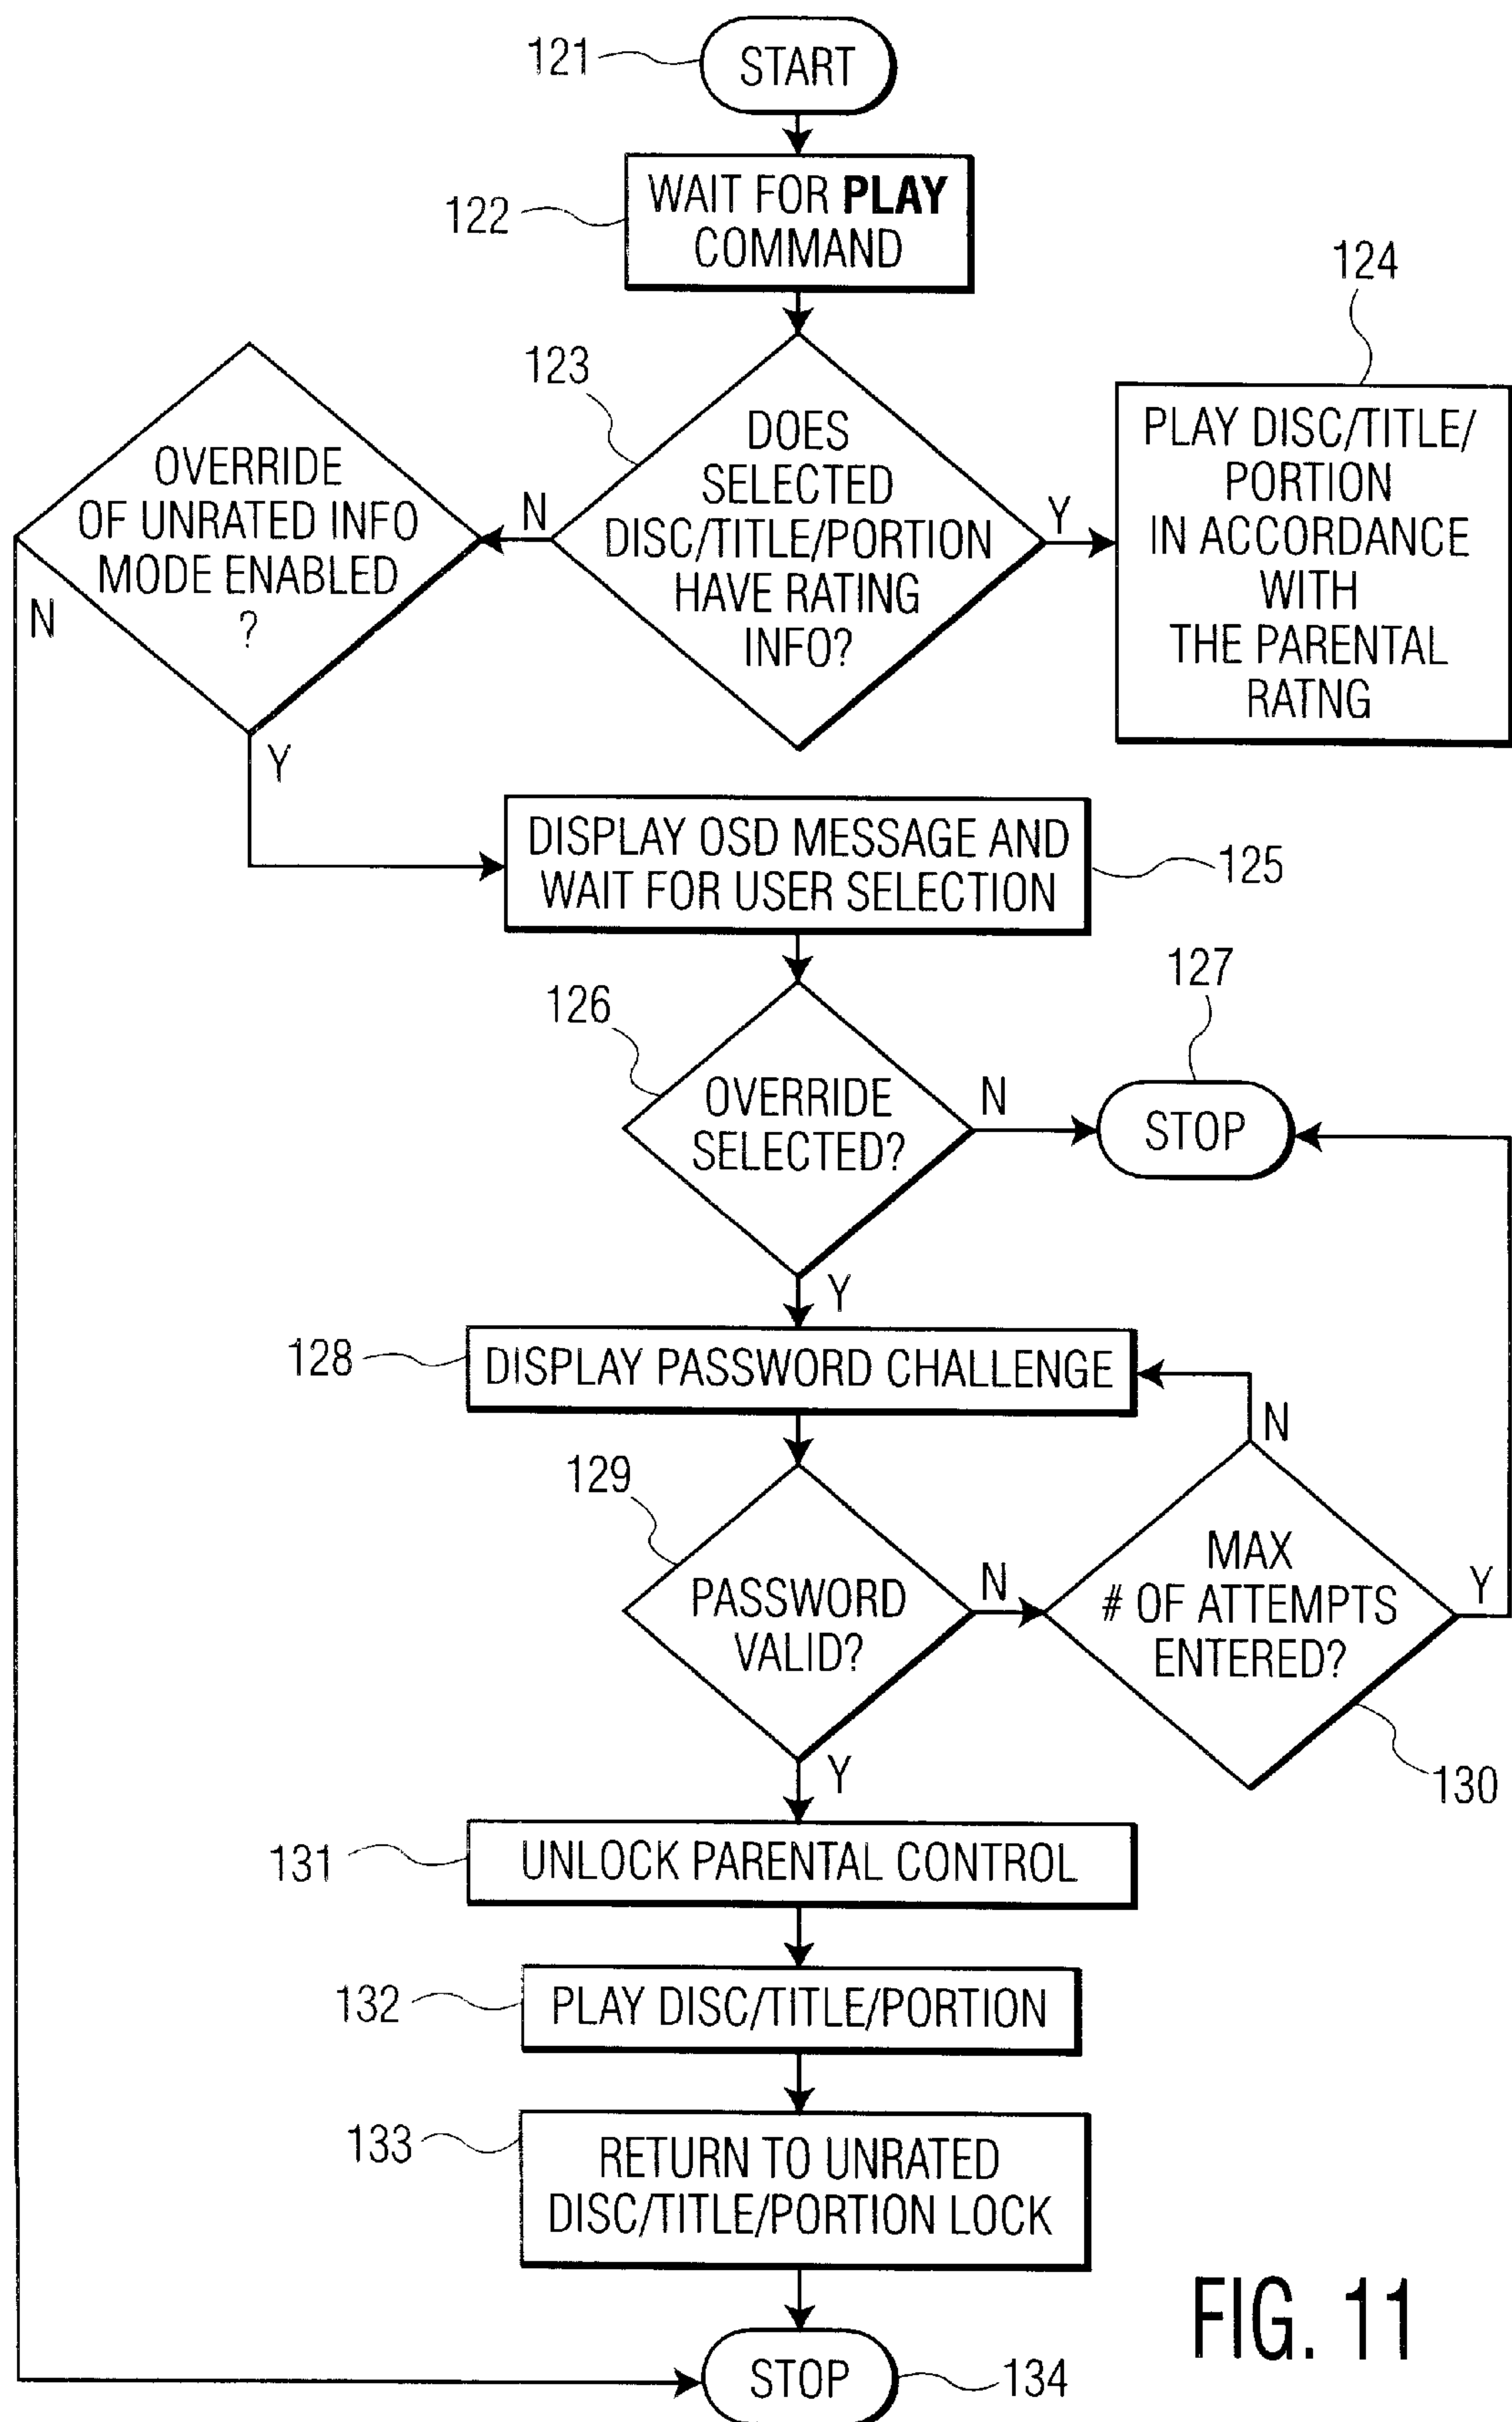 121
START
122
WAIT FOR PLAY
COMMAND
124
123
OVERRIDE
OF UNRATED INFO
MODE ENABLED
?
N
Y
N
DOES
SELECTED
DISC/TITLE/PORTION
HAVE RATING
INFO?
Y
PLAY DISC/TITLE/
PORTION
IN ACCORDANCE
WITH
THE PARENTAL
RATNG
DISPLAY OSD MESSAGE AND
WAIT FOR USER SELECTION
125
126
127
OVERRIDE
SELECTED?
N
STOP
Y
128
DISPLAY PASSWORD CHALLENGE
N
129
PASSWORD
VALID?
N
MAX
# OF ATTEMPTS
ENTERED?
Y
Y
130
131
UNLOCK PARENTAL CONTROL
132
PLAY DISC/TITLE/PORTION
133
RETURN TO UNRATED
DISC/TITLE/PORTION LOCK
STOP
134
FIG. 11